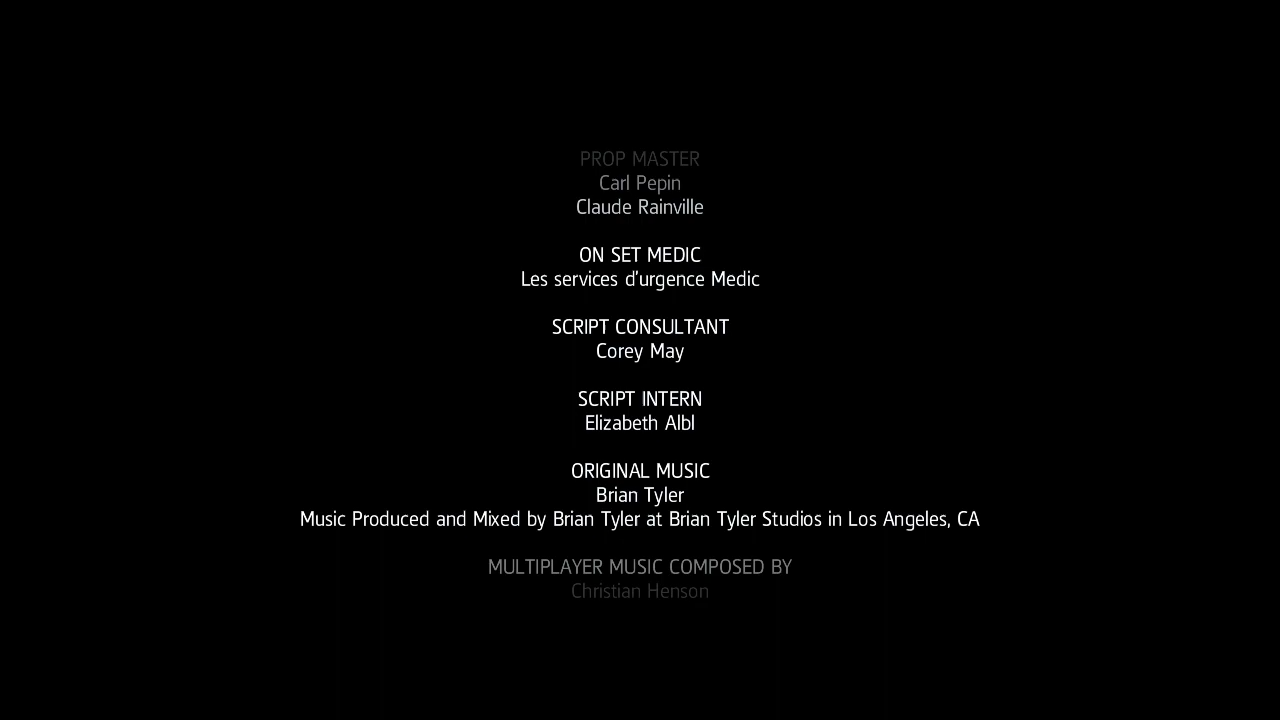 PROP MASTER
Carl Pepin
Claude Rainville
ON SET MEDIC
Les services d'urgence Medic
SCRIPT CONSULTANT
Corey May
SCRIPT INTERN
Elizabeth Albl
ORIGINAL MUSIC
Brian Tyler
Music Produced and Mixed by Brian Tyler at Brian Tyler Studios in Los Angeles, CA
MULTIPLAYER MUSIC COMPOSED BY
Christian Henson